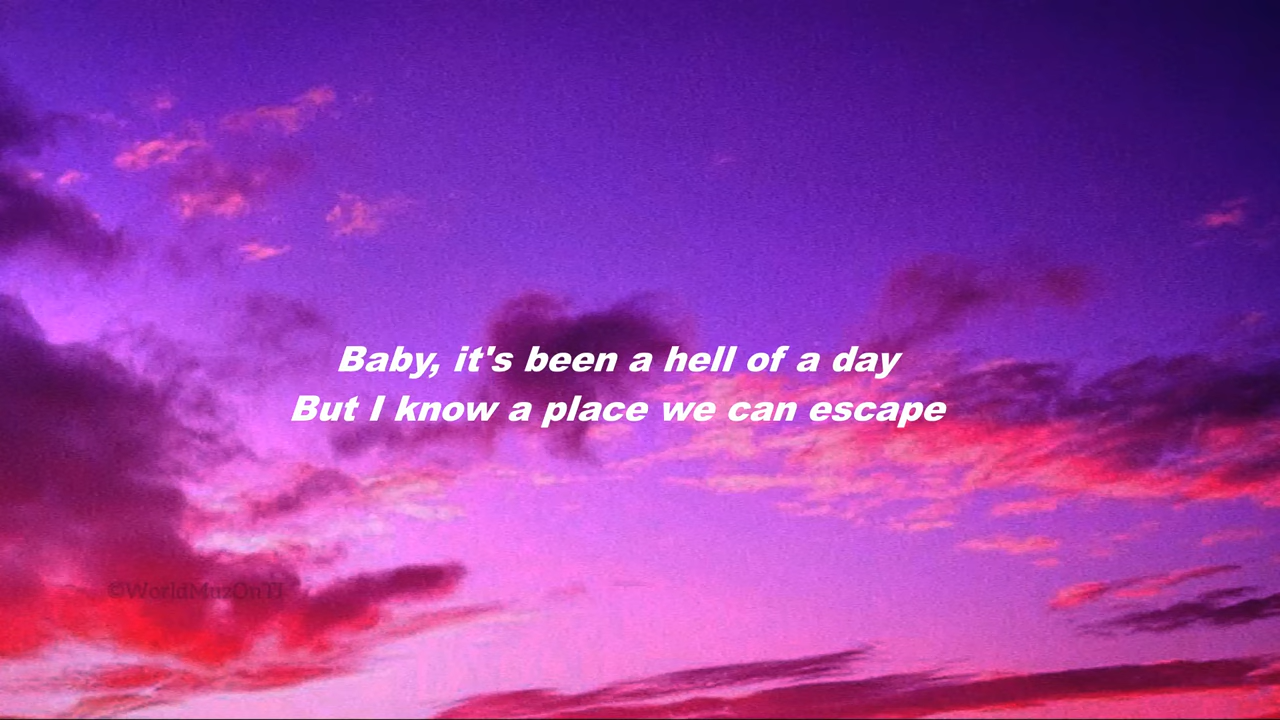 Baby, it's been a hell of a day
But I know a place we can escape
©WorldMuzOnTJ